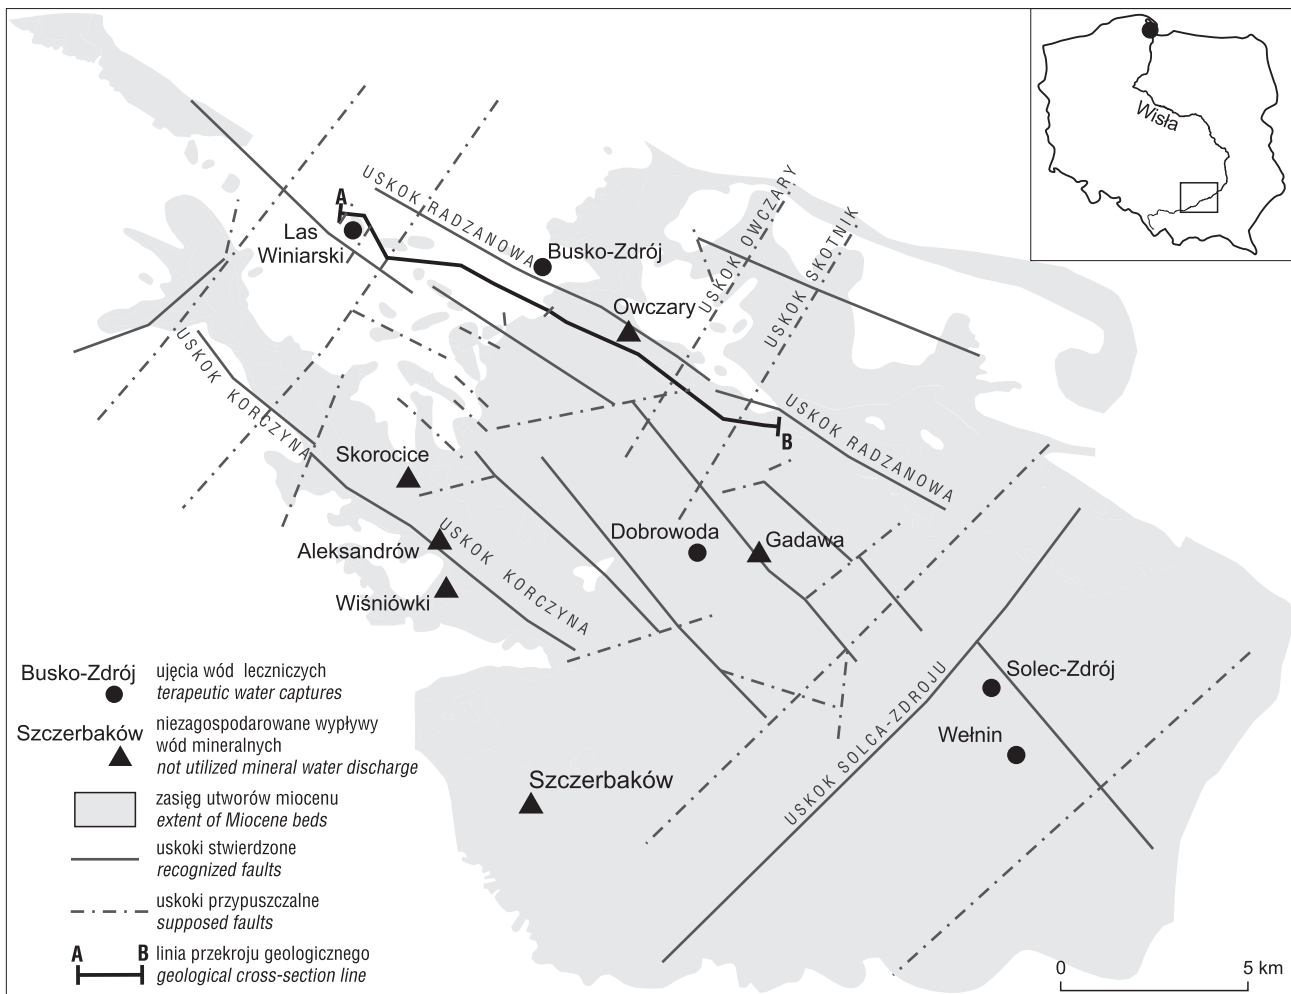 Wisła
A
USKOK RADZANOWA
Las
Winiarski
Busko-Zdrój
Owczary
USKOK OWCZARY
USKOK SKOTNIK
USKOK KORCZYNA
B
USKOK RADZANOWA
Skorocice
Aleksandrów
USKOK KORCZYNA
Wiśniówki
Dobrowoda
Gadawa
Solec-Zdrój
Wełnin
USKOK SOLCA-ZDROJU
Szczerbaków
Busko-Zdrój
ujęcia wód leczniczych
terapeutic water captures
Szczerbaków
niezagospodarowane wypływy
wód mineralnych
not utilized mineral water discharge
zasięg utworów miocenu
extent of Miocene beds
uskoki stwierdzone
recognized faults
uskoki przypuszczalne
supposed faults
A B
linia przekroju geologicznego
geological cross-section line
0 5 km